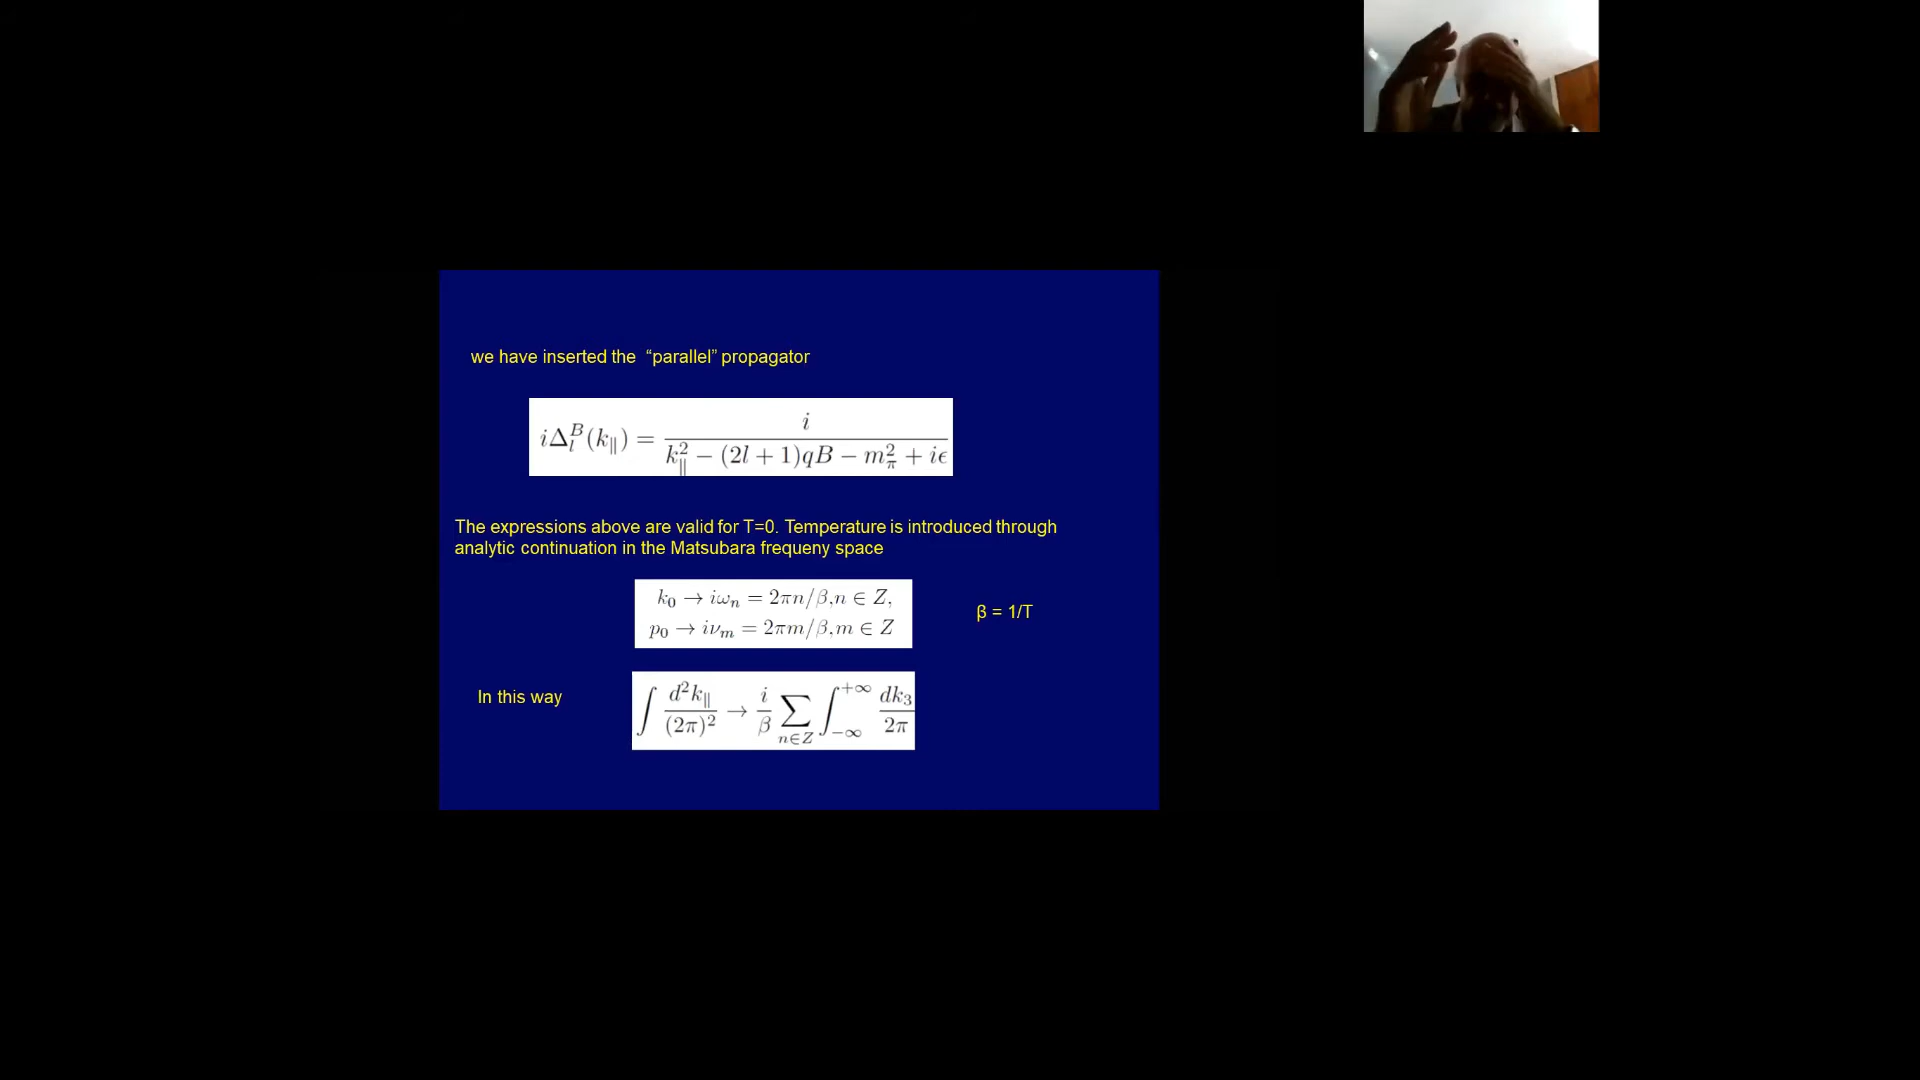 we have inserted the “parallel” propagator
$i\Delta_l^B(k_\parallel) = \frac{i}{k_\parallel^2 - (2l+1)qB - m_\pi^2 + i\epsilon}$
The expressions above are valid for T=0. Temperature is introduced through
analytic continuation in the Matsubara frequeny space
$k_0 \to i\omega_n = 2\pi n/\beta, n \in Z,$
$p_0 \to i\nu_m = 2\pi m/\beta, m \in Z$
β = 1/T
In this way
$\int \frac{d^2k_\parallel}{(2\pi)^2} \to \frac{i}{\beta} \sum_{n \in Z} \int_{-\infty}^{+\infty} \frac{dk_3}{2\pi}$